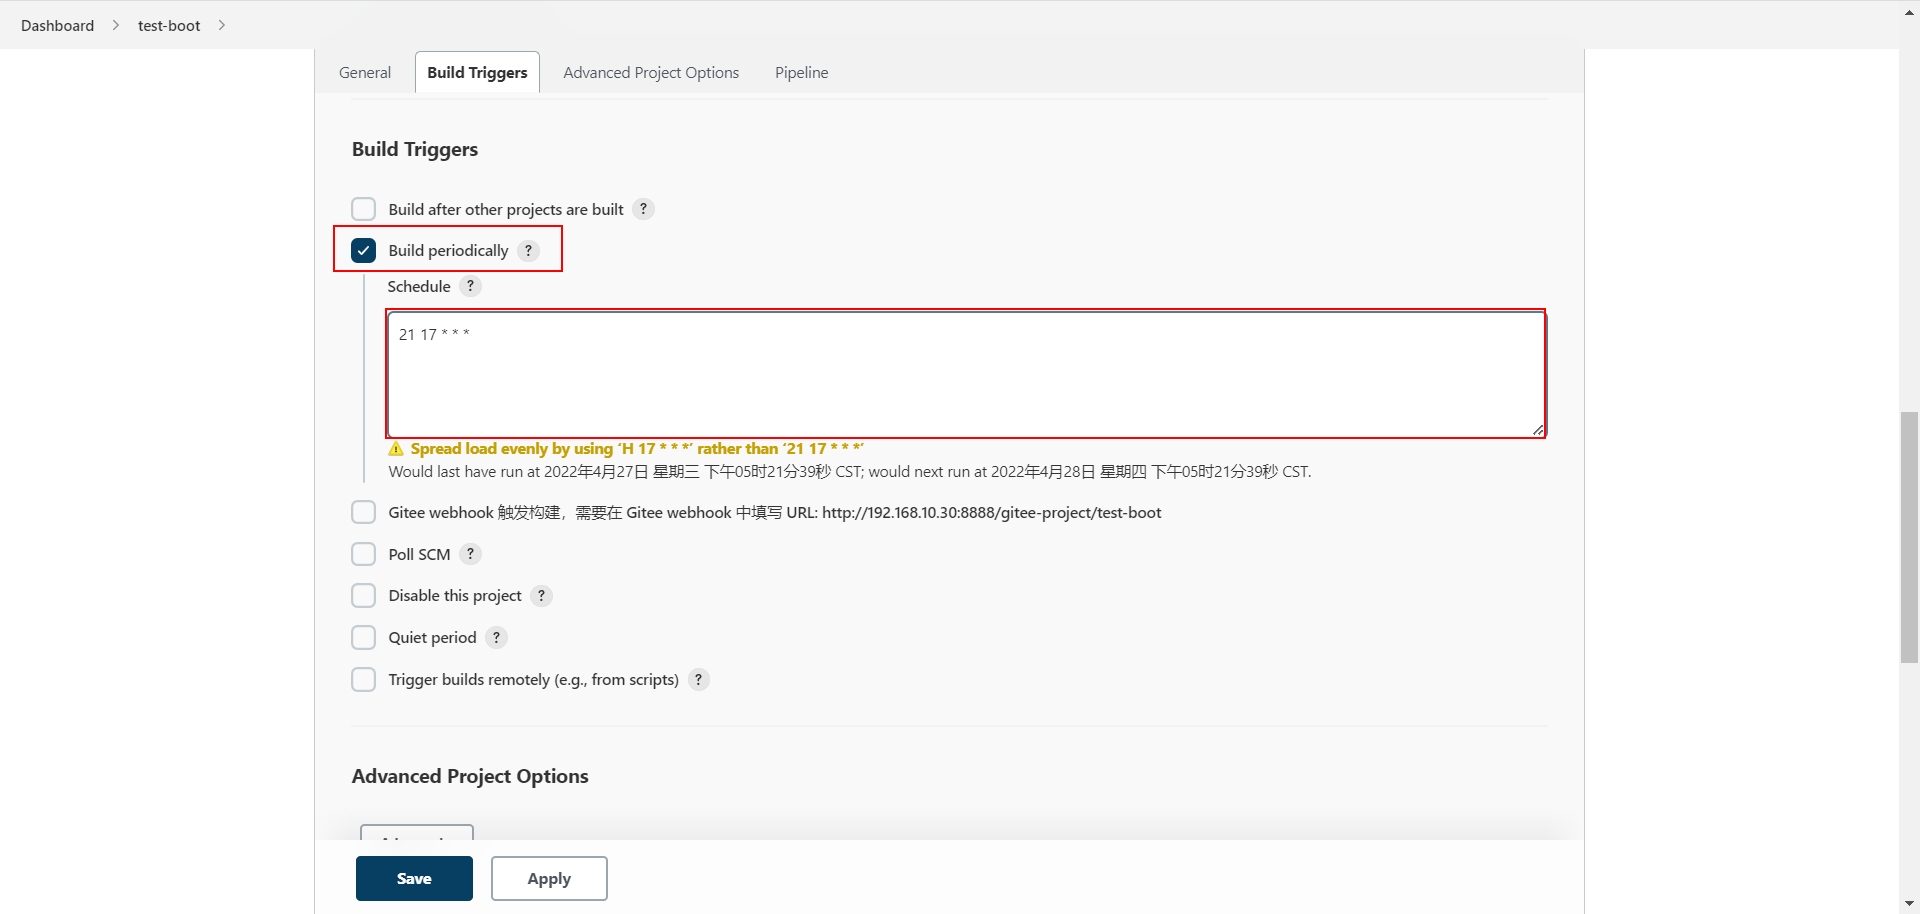 Dashboard > test-boot >
General Build Triggers Advanced Project Options Pipeline
Build Triggers
Build after other projects are built ?
Build periodically ?
Schedule ?
21 17 * * *
Spread load evenly by using ‘H 17 * * *’ rather than ‘21 17 * * *’
Would last have run at 2022年4月27日 星期三 下午05时21分39秒 CST; would next run at 2022年4月28日 星期四 下午05时21分39秒 CST.
Gitee webhook 触发构建，需要在 Gitee webhook 中填写 URL: http://192.168.10.30:8888/gitee-project/test-boot
Poll SCM ?
Disable this project ?
Quiet period ?
Trigger builds remotely (e.g., from scripts) ?
Advanced Project Options
Save Apply